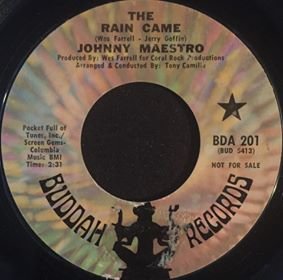 THE
RAIN CAME
(Wes Farrell - Jerry Goffin)
JOHNNY MAESTRO
Produced By: Wes Farrell for Coral Rock Productions
Arranged & Conducted By: Tony Camillo
Pocket Full of
Tunes, Inc./
Screen Gems-
Columbia
Music BMI
Time: 2:31
BDA 201
(BUD 5413)
NOT FOR SALE
BUDDAH RECORDS